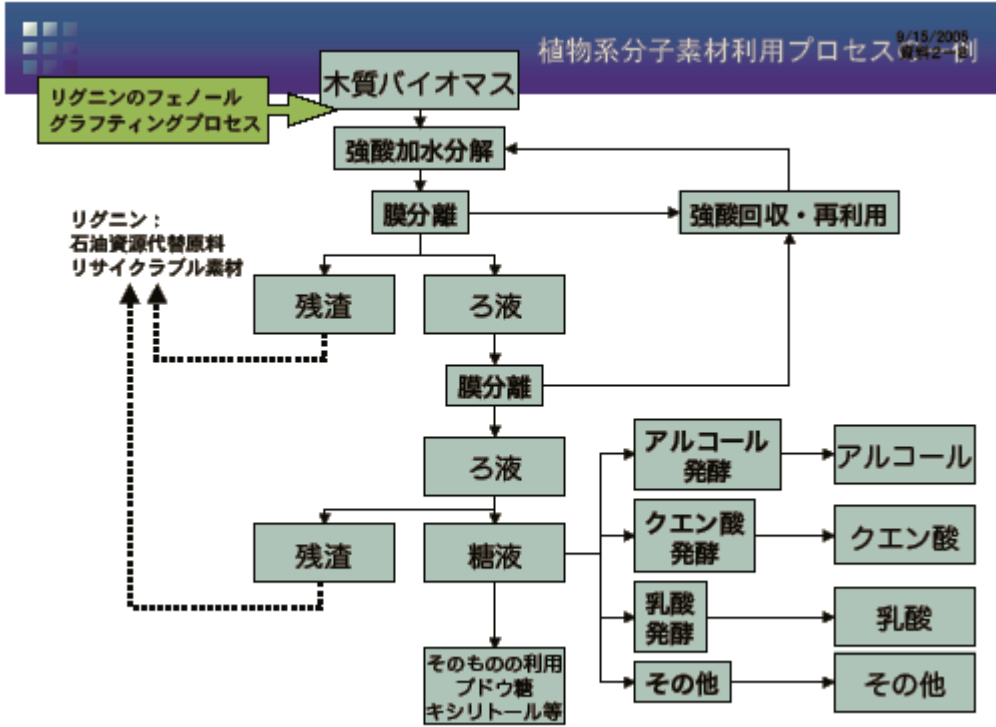 植物系分子素材利用プロセスの一例
9/15/2005
資料2-2
木質バイオマス
リグニンのフェノール
グラフティングプロセス
強酸加水分解
膜分離
強酸回収・再利用
リグニン：
石油資源代替原料
リサイクラブル素材
残渣
ろ液
膜分離
ろ液
アルコール
発酵
アルコール
残渣
糖液
クエン酸
発酵
クエン酸
乳酸
発酵
乳酸
そのものの利用
ブドウ糖
キシリトール等
その他
その他